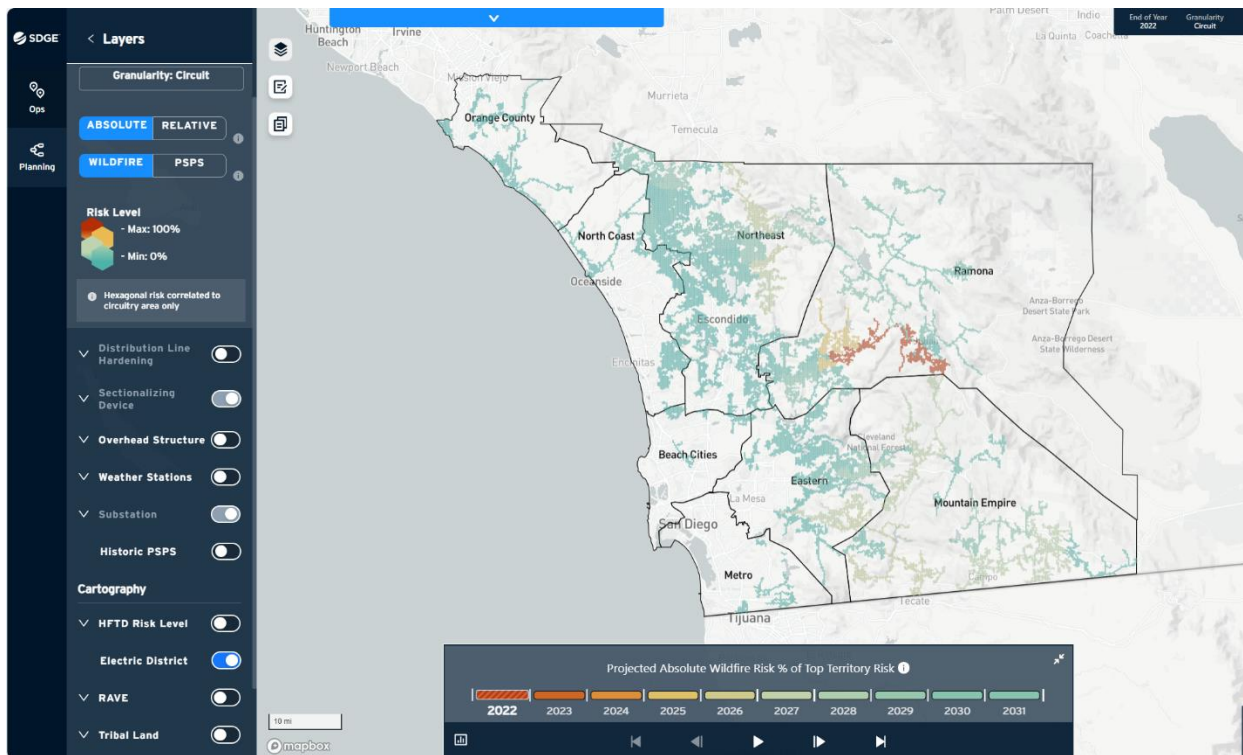 SDGE
< Layers
Ops
Planning
Granularity: Circuit
ABSOLUTE RELATIVE
WILDFIRE PSPS
Risk Level
- Max: 100%
- Min: 0%
Hexagonal risk correlated to
circuitry area only
Distribution Line
Hardening
Sectionalizing
Device
Overhead Structure
Weather Stations
Substation
Historic PSPS
Cartography
HFTD Risk Level
Electric District
RAVE
Tribal Land
End of Year
2022
Granularity
Circuit
Palm Desert
Indio
La Quinta
Huntington
Beach
Irvine
Newport Beach
Mission Viejo
Murrieta
Temecula
Orange County
North Coast
Northeast
Ramona
Oceanside
Escondido
Encinitas
Anza-Borrego
Desert State Park
Anza-Borrego Desert
State Wilderness
Beach Cities
Eastern
Cleveland
National Forest
La Mesa
Mountain Empire
San Diego
Metro
Campo
Tecate
Tijuana
Projected Absolute Wildfire Risk % of Top Territory Risk
2022 2023 2024 2025 2026 2027 2028 2029 2030 2031
10 mi
mapbox